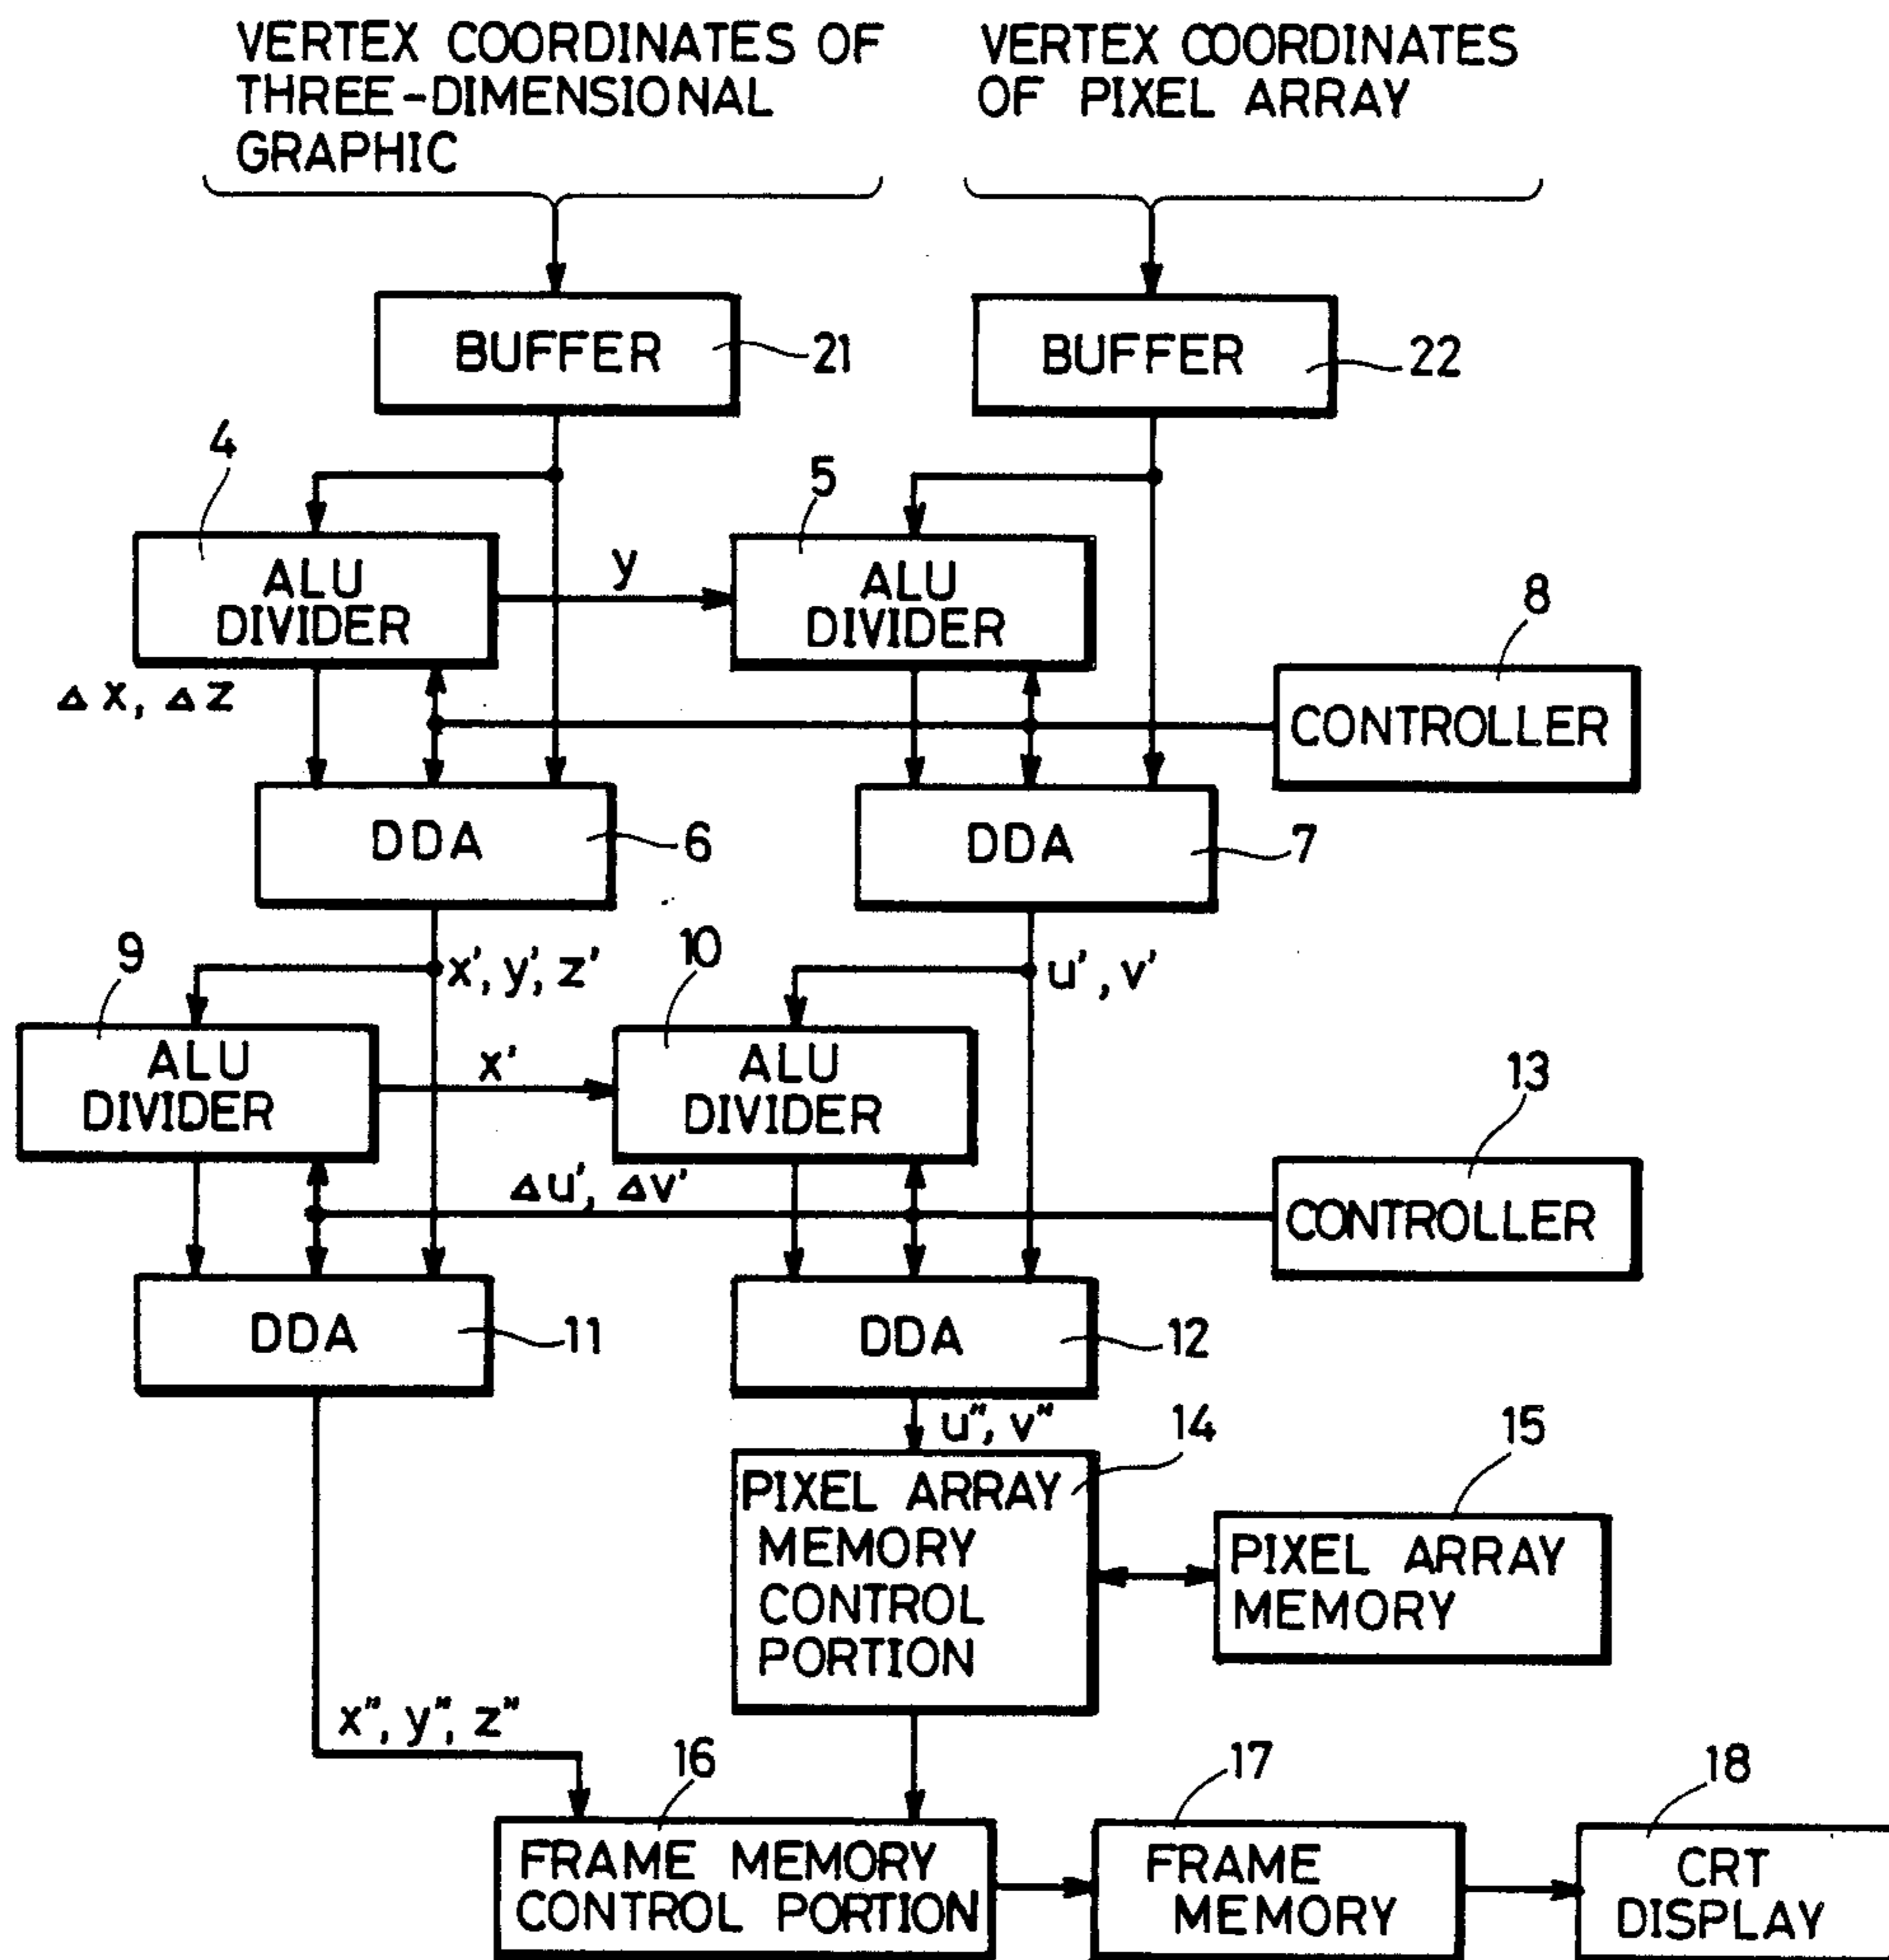 VERTEX COORDINATES OF
THREE-DIMENSIONAL
GRAPHIC
VERTEX COORDINATES
OF PIXEL ARRAY
BUFFER
21
BUFFER
22
4
ALU
DIVIDER
y
5
ALU
DIVIDER
8
CONTROLLER
Δx, Δz
DDA
6
DDA
7
x', y', z'
u', v'
9
ALU
DIVIDER
x'
10
ALU
DIVIDER
13
CONTROLLER
Δu', Δv'
DDA
11
DDA
12
u", v"
14
PIXEL ARRAY
MEMORY
CONTROL
PORTION
15
PIXEL ARRAY
MEMORY
x", y", z"
16
FRAME MEMORY
CONTROL PORTION
17
FRAME
MEMORY
18
CRT
DISPLAY